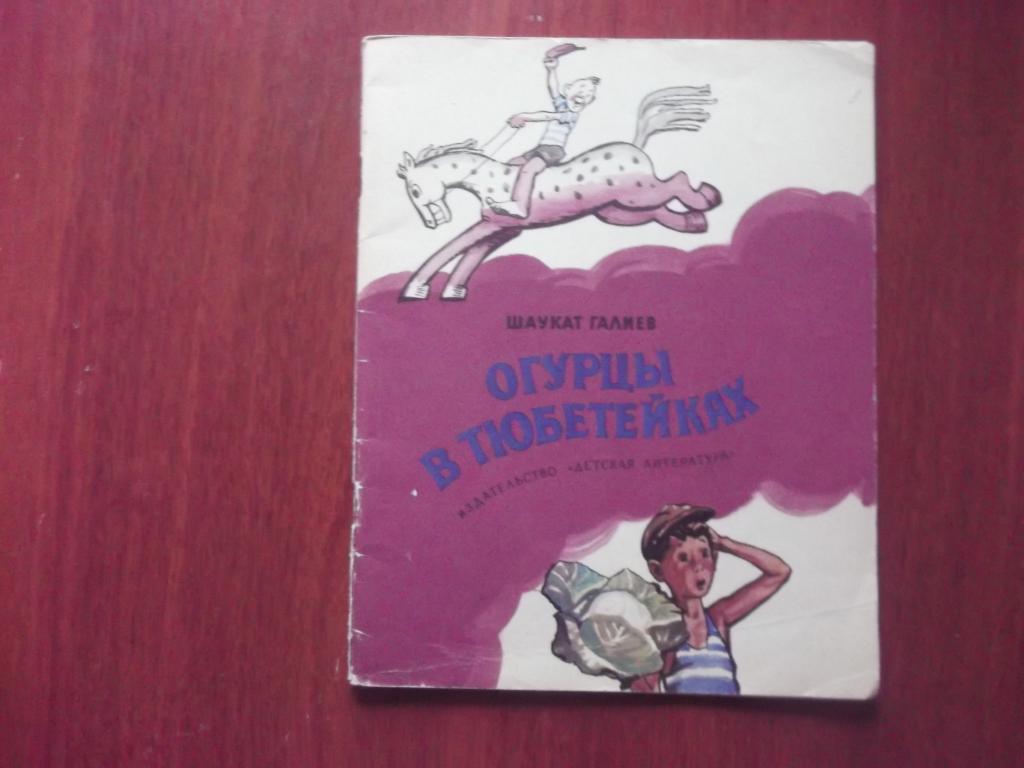 ШАУКАТ ГАЛИЕВ
ОГУРЦЫ
В ТЮБЕТЕЙКАХ
ИЗДАТЕЛЬСТВО «ДЕТСКАЯ ЛИТЕРАТУРА»